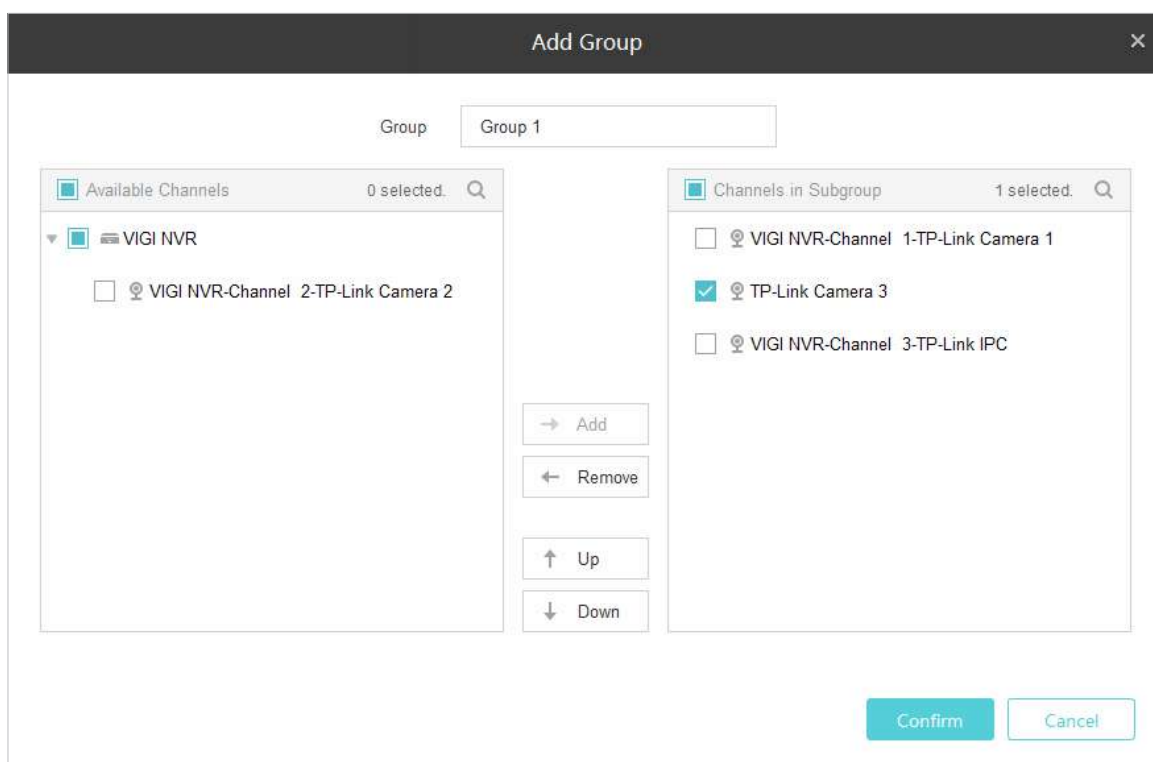 Add Group
Group Group 1
Available Channels 0 selected.
VIGI NVR
VIGI NVR-Channel 2-TP-Link Camera 2
Add
Remove
Up
Down
Channels in Subgroup 1 selected.
VIGI NVR-Channel 1-TP-Link Camera 1
TP-Link Camera 3
VIGI NVR-Channel 3-TP-Link IPC
Confirm Cancel